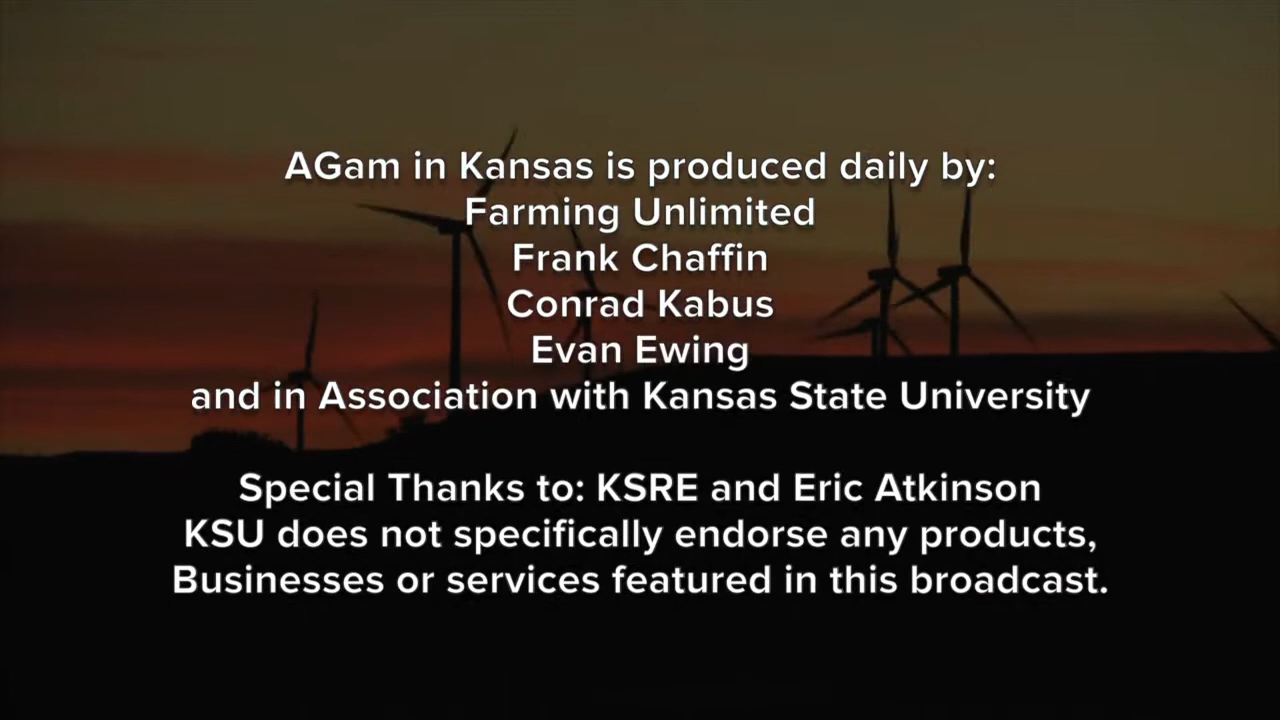 AGam in Kansas is produced daily by:
Farming Unlimited
Frank Chaffin
Conrad Kabus
Evan Ewing
and in Association with Kansas State University
Special Thanks to: KSRE and Eric Atkinson
KSU does not specifically endorse any products,
Businesses or services featured in this broadcast.